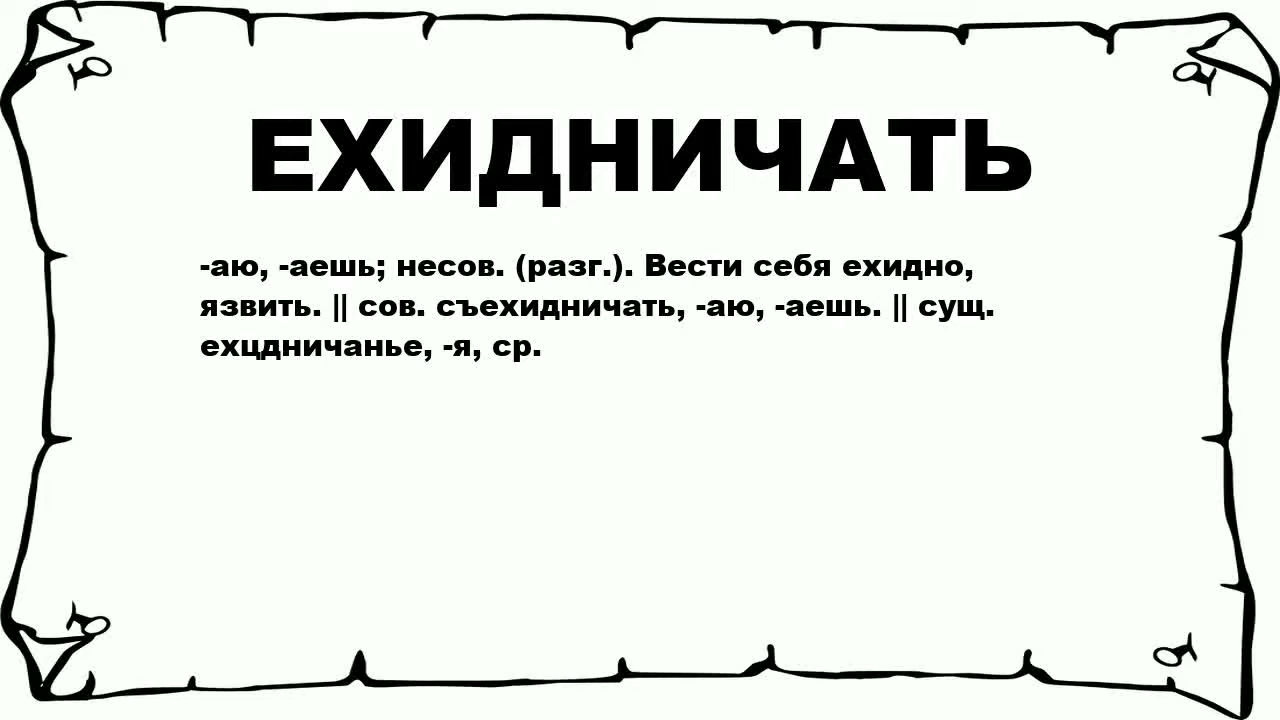 ЕХИДНИЧАТЬ
-аю, -аешь; несов. (разг.). Вести себя ехидно,
язвить. || сов. съехидничать, -аю, -аешь. || сущ.
ехцдничанье, -я, ср.